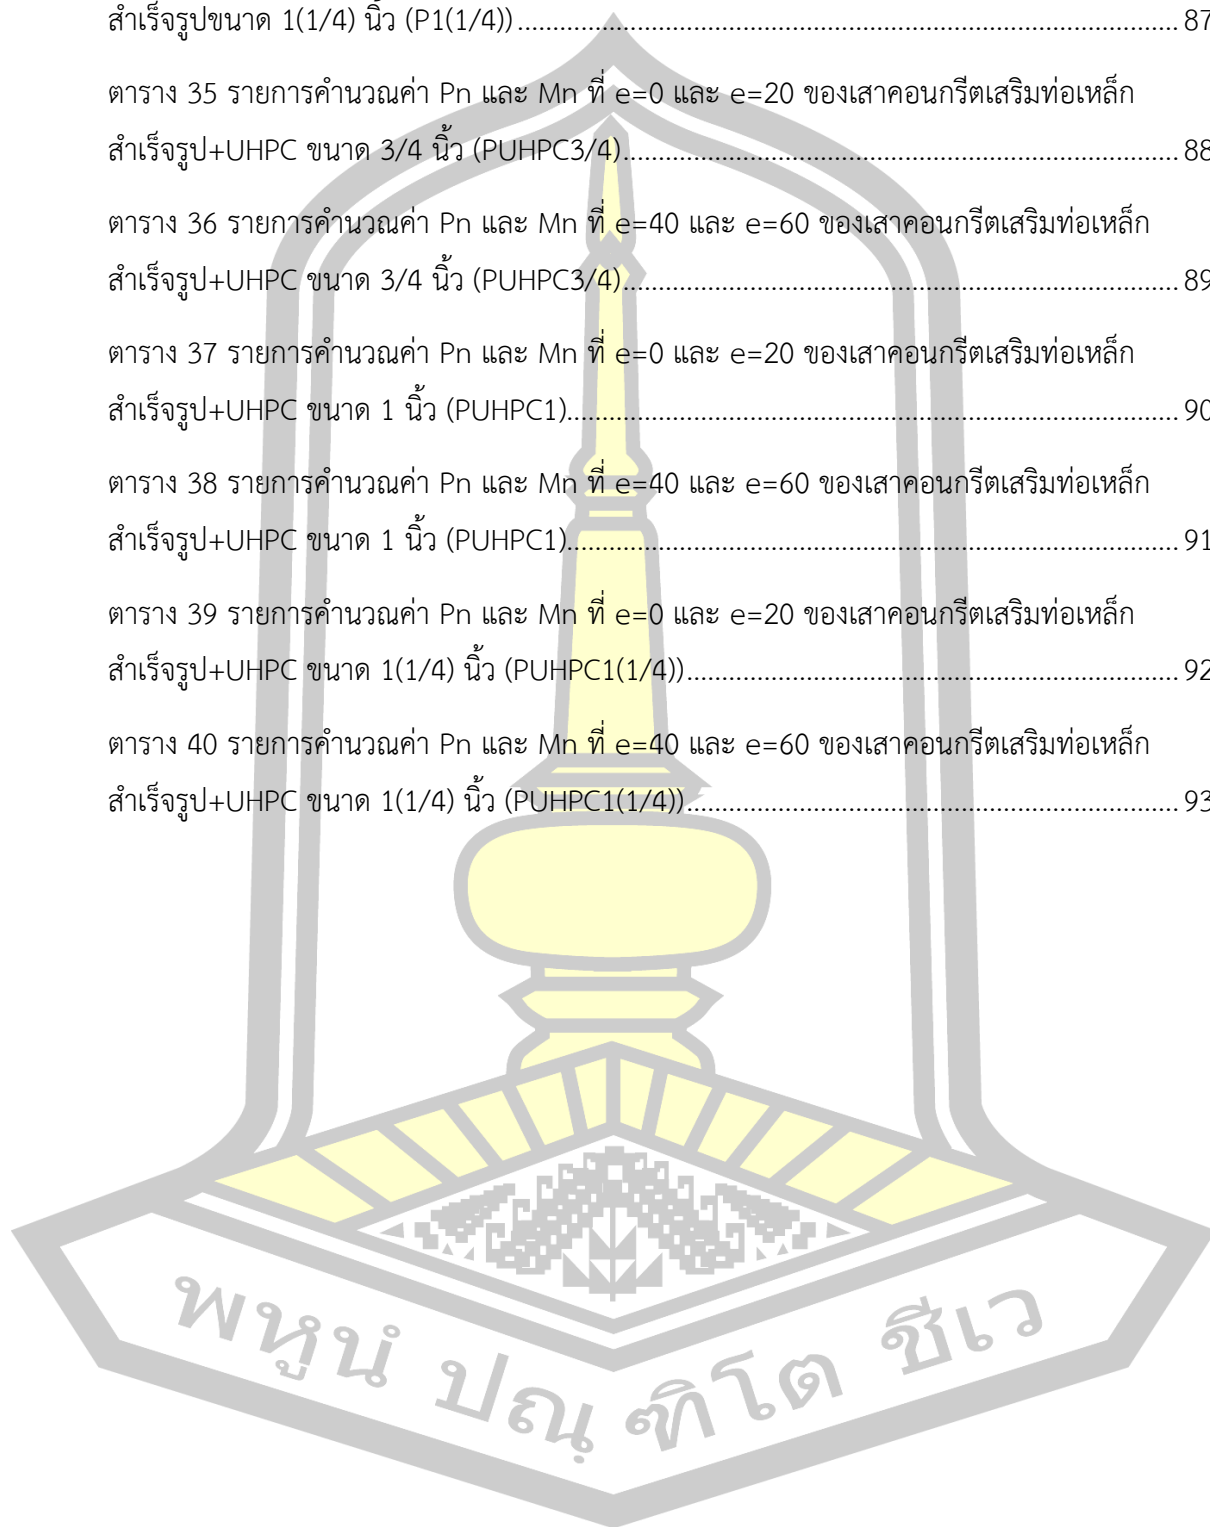 สำเร็จรูปขนาด 1(1/4) นิ้ว (P1(1/4)) .......................................................................................... 87
ตาราง 35 รายการคำนวณค่า Pn และ Mn ที่ e=0 และ e=20 ของเสาคอนกรีตเสริมท่อเหล็ก
สำเร็จรูป+UHPC ขนาด 3/4 นิ้ว (PUHPC3/4) ............................................................................ 88
ตาราง 36 รายการคำนวณค่า Pn และ Mn ที่ e=40 และ e=60 ของเสาคอนกรีตเสริมท่อเหล็ก
สำเร็จรูป+UHPC ขนาด 3/4 นิ้ว (PUHPC3/4) ............................................................................ 89
ตาราง 37 รายการคำนวณค่า Pn และ Mn ที่ e=0 และ e=20 ของเสาคอนกรีตเสริมท่อเหล็ก
สำเร็จรูป+UHPC ขนาด 1 นิ้ว (PUHPC1) ................................................................................... 90
ตาราง 38 รายการคำนวณค่า Pn และ Mn ที่ e=40 และ e=60 ของเสาคอนกรีตเสริมท่อเหล็ก
สำเร็จรูป+UHPC ขนาด 1 นิ้ว (PUHPC1) ................................................................................... 91
ตาราง 39 รายการคำนวณค่า Pn และ Mn ที่ e=0 และ e=20 ของเสาคอนกรีตเสริมท่อเหล็ก
สำเร็จรูป+UHPC ขนาด 1(1/4) นิ้ว (PUHPC1(1/4)) ................................................................... 92
ตาราง 40 รายการคำนวณค่า Pn และ Mn ที่ e=40 และ e=60 ของเสาคอนกรีตเสริมท่อเหล็ก
สำเร็จรูป+UHPC ขนาด 1(1/4) นิ้ว (PUHPC1(1/4)) ................................................................... 93
พหูนํ ปณฺ ฑิโต ชีเว